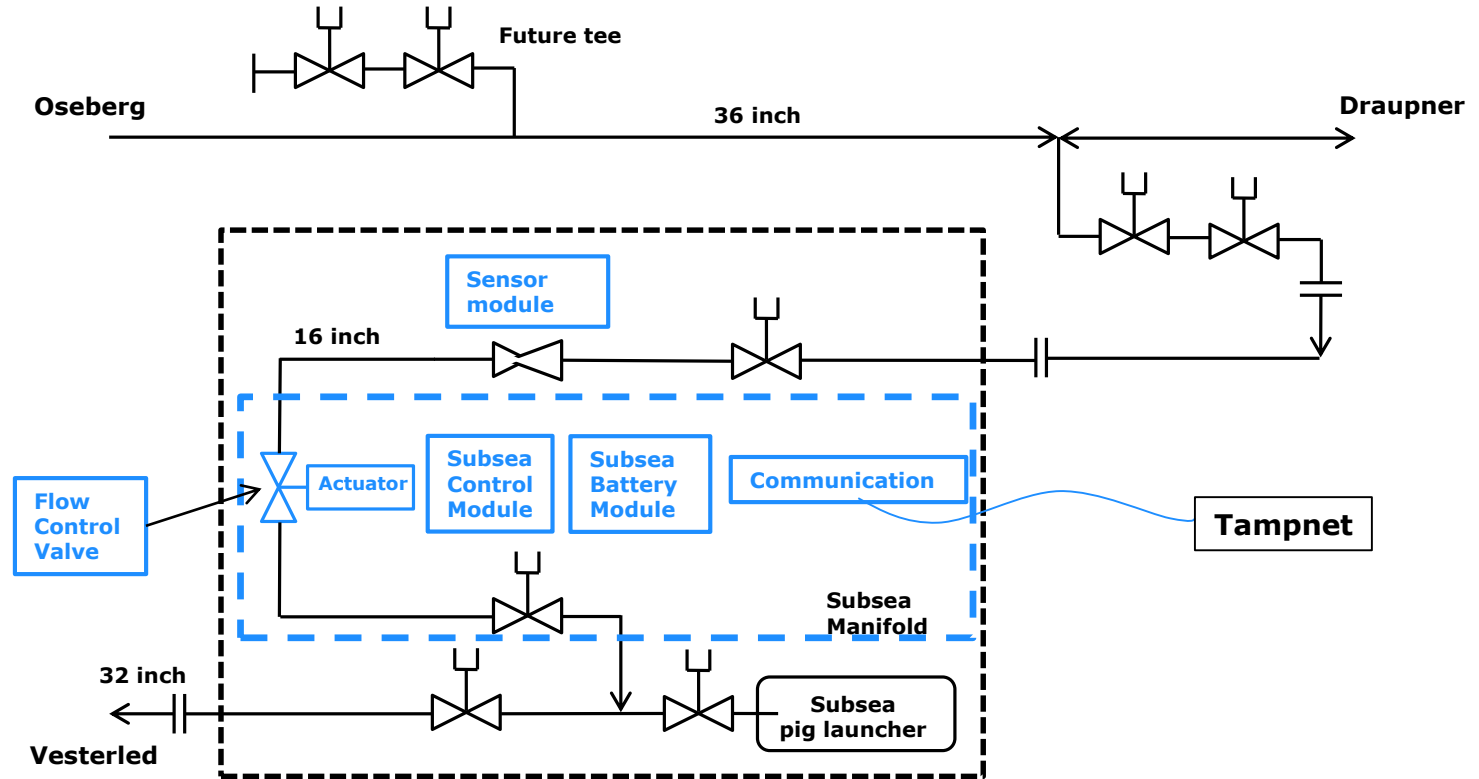 Future tee
Oseberg
36 inch
Draupner
Sensor
module
16 inch
Flow
Control
Valve
Actuator
Subsea
Control
Module
Subsea
Battery
Module
Communication
Tampnet
Subsea
Manifold
32 inch
Vesterled
Subsea
pig launcher